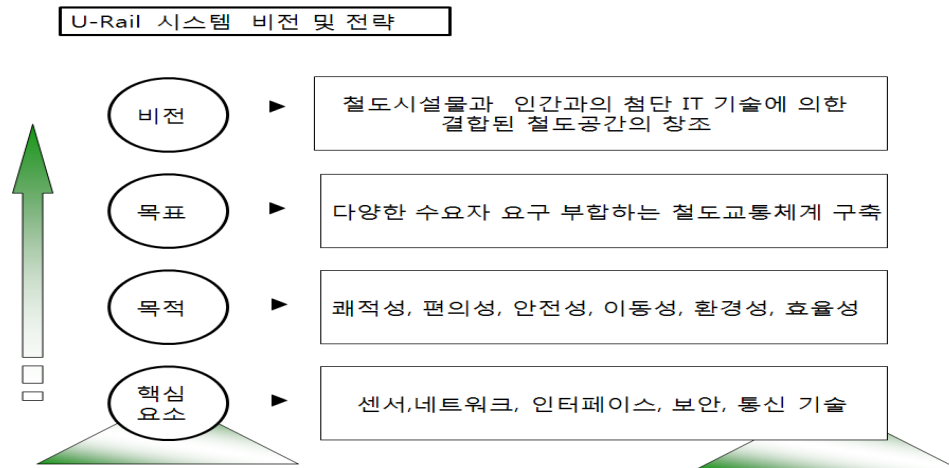 U-Rail 시스템 비전 및 전략
비전
철도시설물과 인간과의 첨단 IT 기술에 의한
결합된 철도공간의 창조
목표
다양한 수요자 요구 부합하는 철도교통체계 구축
목적
쾌적성, 편의성, 안전성, 이동성, 환경성, 효율성
핵심
요소
센서,네트워크, 인터페이스, 보안, 통신 기술